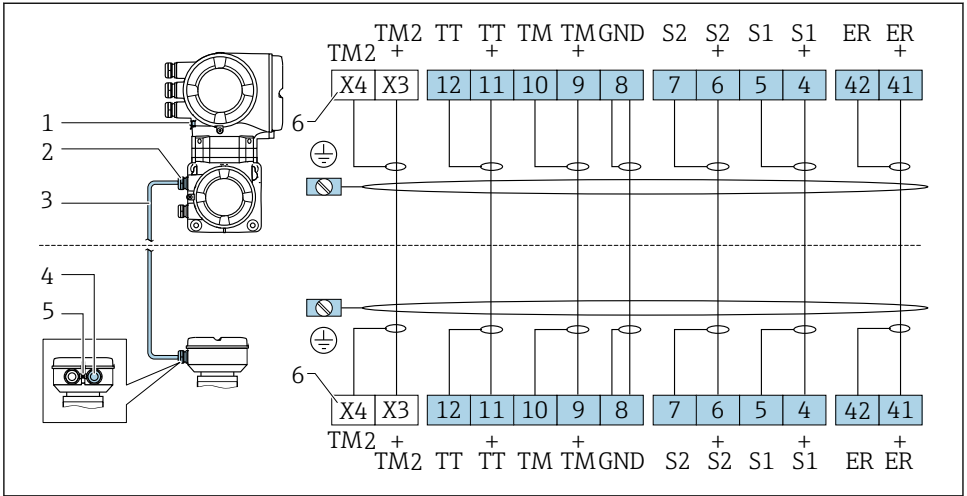 TM2 TT TT TM TM GND S2 S2 S1 S1 ER ER
TM2 + + + + + +
X4 X3 12 11 10 9 8 7 6 5 4 42 41
6
1
2
3
4
5
6
X4 X3 12 11 10 9 8 7 6 5 4 42 41
TM2 + + + + + +
TM2 TT TT TM TM GND S2 S2 S1 S1 ER ER